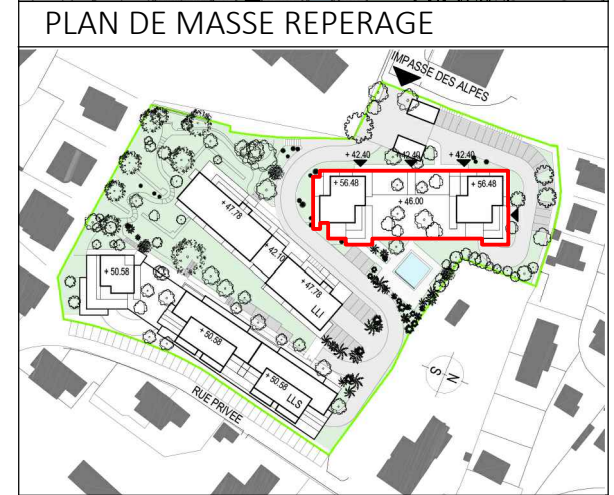 PLAN DE MASSE REPERAGE
IMPASSE DES ALPES
+ 42.40
+ 42.40
+ 42.40
+ 56.48
+ 56.48
+ 46.00
+ 47.78
+ 42.10
+ 47.78
LLI
+ 50.58
+ 50.58
+ 50.58
LLS
RUE PRIVEE
S
N